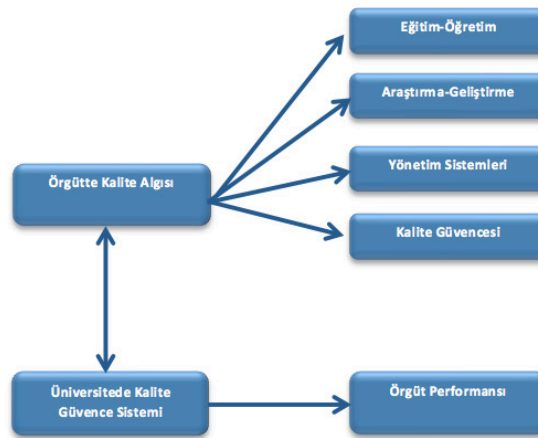 Eğitim-Öğretim
Araştırma-Geliştirme
Örgütte Kalite Algısı
Yönetim Sistemleri
Kalite Güvencesi
Üniversitede Kalite
Güvence Sistemi
Örgüt Performansı